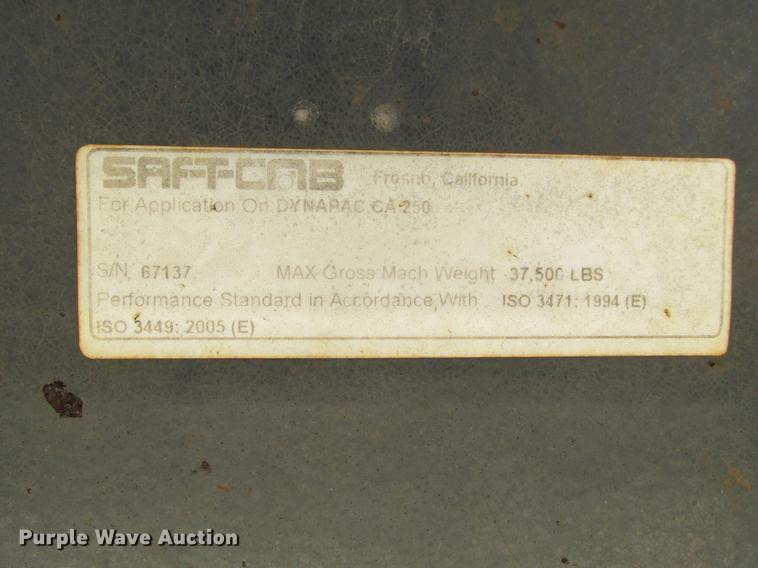 SAF-T-CAB Fresno, California
For Application On DYNAPAC CA 250
S/N 67137 MAX Gross Mach Weight 37,500 LBS
Performance Standard in Accordance With ISO 3471: 1994 (E)
ISO 3449: 2005 (E)
Purple Wave Auction